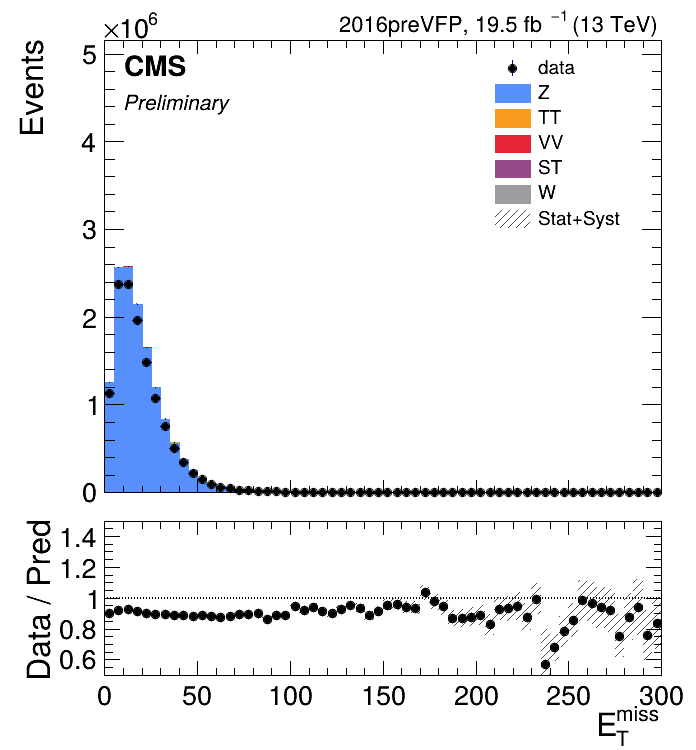 ×10⁶
2016preVFP, 19.5 fb ⁻¹ (13 TeV)
CMS
Preliminary
Events
data
Z
TT
VV
ST
W
Stat+Syst
5
4
3
2
1
0
Data / Pred
1.4
1.2
1
0.8
0.6
0 50 100 150 200 250 300
E_T^miss